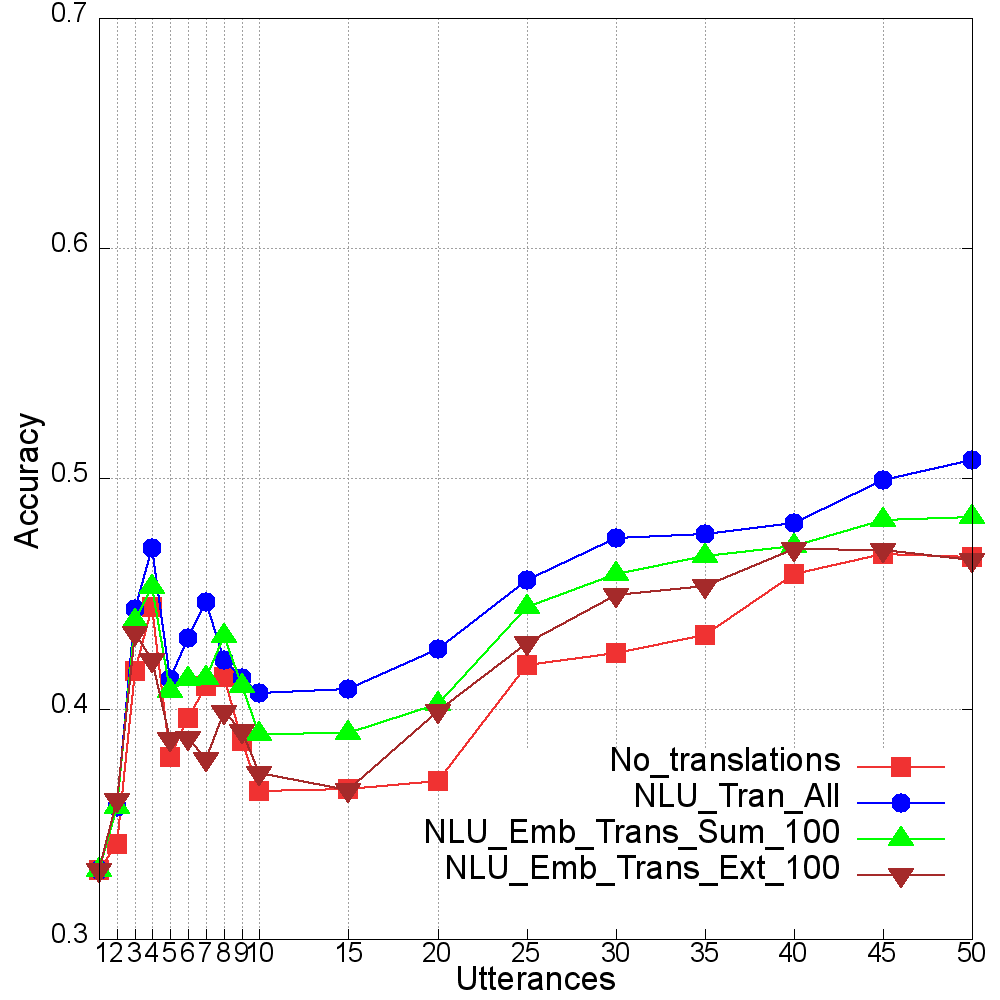 0.7
0.6
0.5
0.4
0.3
Accuracy
No_translations
NLU_Tran_All
NLU_Emb_Trans_Sum_100
NLU_Emb_Trans_Ext_100
1 2 3 4 5 6 7 8 9 10 15 20 25 30 35 40 45 50
Utterances